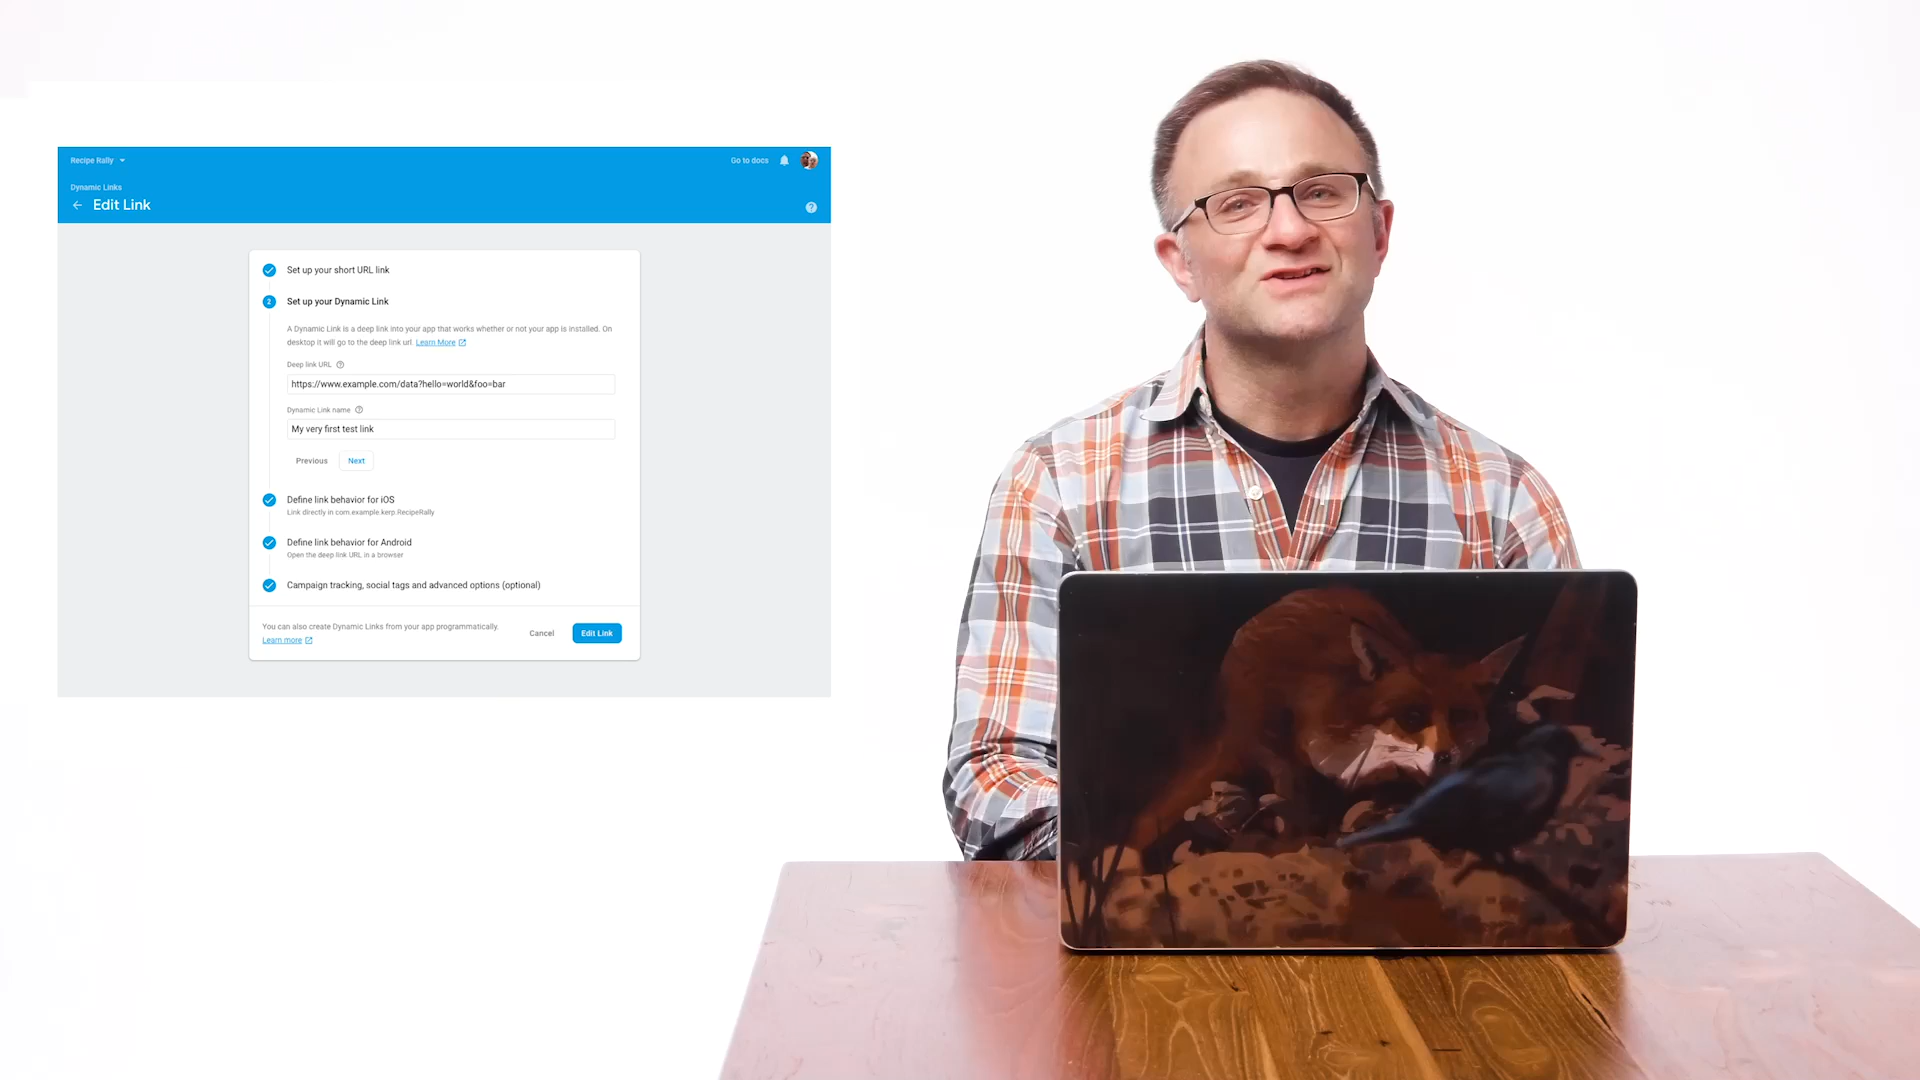 Recipe Rally
Go to docs
Dynamic Links
Edit Link
Set up your short URL link
2
Set up your Dynamic Link
A Dynamic Link is a deep link into your app that works whether or not your app is installed. On
desktop it will go to the deep link url. Learn More
Deep link URL
https://www.example.com/data?hello=world&foo=bar
Dynamic Link name
My very first test link
Previous
Next
Define link behavior for iOS
Link directly in com.example.kerp.RecipeRally
Define link behavior for Android
Open the deep link URL in a browser
Campaign tracking, social tags and advanced options (optional)
You can also create Dynamic Links from your app programmatically.
Learn more
Cancel
Edit Link